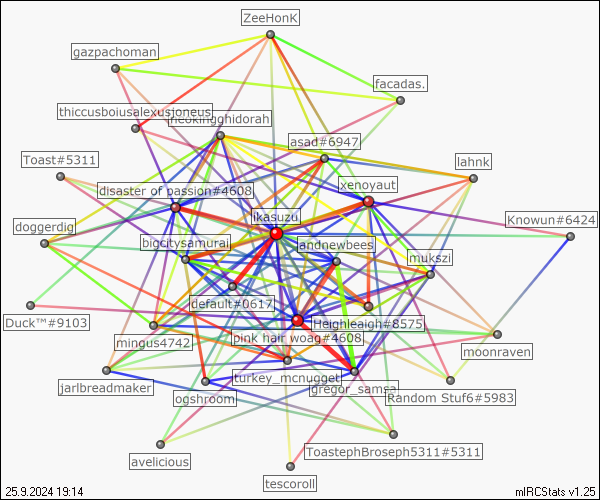 ZeeHonK
gazpachoman
facadas.
thiccusboiusalexusjoneus
neokingghidorah
asad#6947
Toast#5311
lahnk
disaster of passion#4608
xenoyaut
likasuzu
Knowun#6424
doggerdig
bigcitysamurai
andnewbees
mukszi
default#0617
Duck™#9103
Heighleigh#8575
mingus4742
pink hair woag#4608
moonraven
turkey_mcnugget
jarlbreadmaker
gregor_samsa
ogshroom
Random Stuf6#5983
ToastephBroseph5311#5311
avelicious
tescoroll
25.9.2024 19:14
mIRCStats v1.25